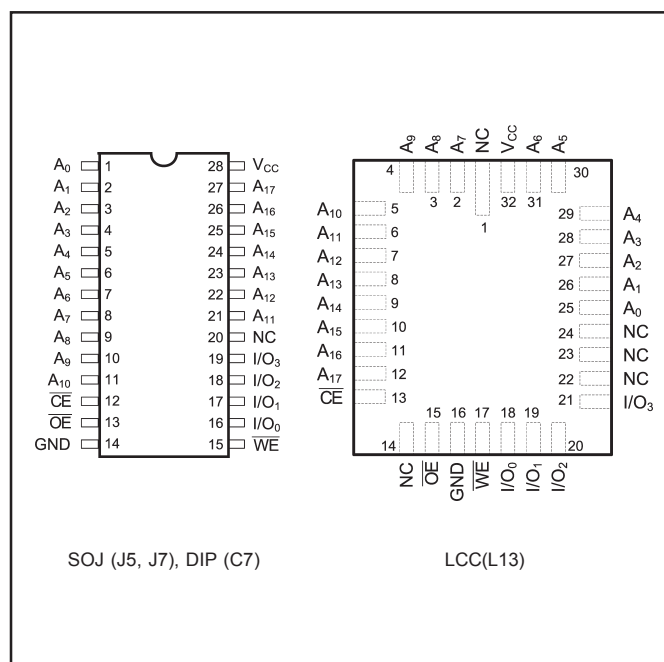 A0 1 28 VCC
A1 2 27 A17
A2 3 26 A16
A3 4 25 A15
A4 5 24 A14
A5 6 23 A13
A6 7 22 A12
A7 8 21 A11
A8 9 20 NC
A9 10 19 I/O3
A10 11 18 I/O2
C̅E̅ 12 17 I/O1
O̅E̅ 13 16 I/O0
GND 14 15 W̅E̅
SOJ (J5, J7), DIP (C7)
A9 A8 A7 NC VCC A6 A5
4 3 2 1 32 31 30
A10 5 29 A4
A11 6 28 A3
A12 7 27 A2
A13 8 26 A1
A14 9 25 A0
A15 10 24 NC
A16 11 23 NC
A17 12 22 NC
C̅E̅ 13 21 I/O3
14 15 16 17 18 19 20
NC O̅E̅ GND W̅E̅ I/O0 I/O1 I/O2
LCC(L13)